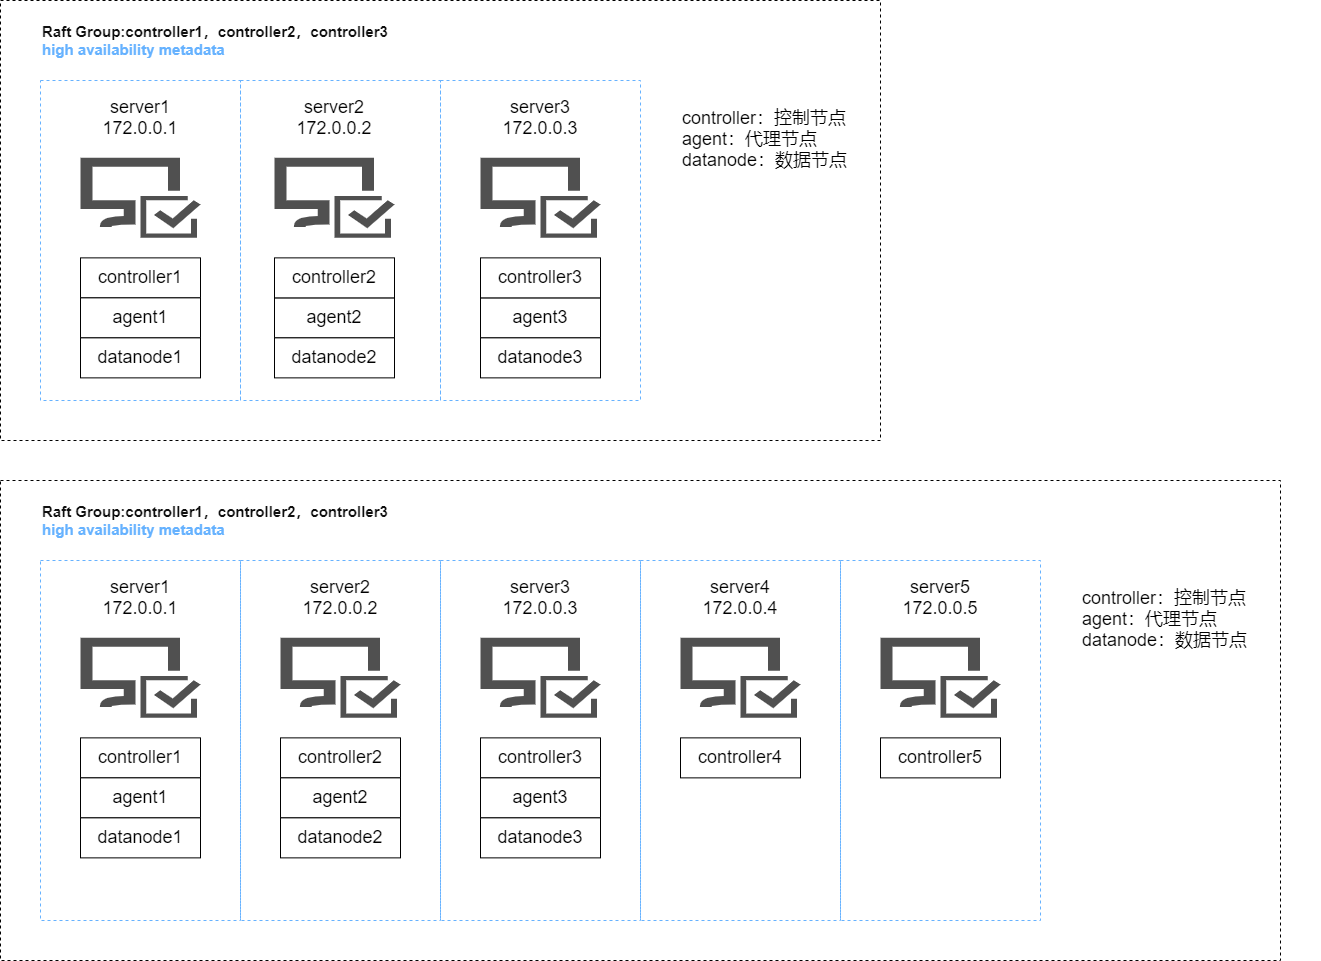 Raft Group:controller1，controller2，controller3
high availability metadata
server1
172.0.0.1
server2
172.0.0.2
server3
172.0.0.3
controller：控制节点
agent：代理节点
datanode：数据节点
controller1
agent1
datanode1
controller2
agent2
datanode2
controller3
agent3
datanode3
Raft Group:controller1，controller2，controller3
high availability metadata
server1
172.0.0.1
server2
172.0.0.2
server3
172.0.0.3
server4
172.0.0.4
server5
172.0.0.5
controller：控制节点
agent：代理节点
datanode：数据节点
controller1
agent1
datanode1
controller2
agent2
datanode2
controller3
agent3
datanode3
controller4
controller5